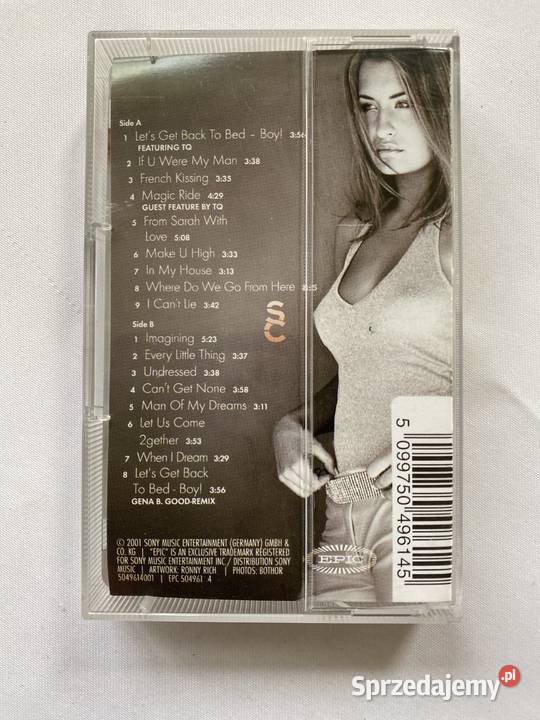 Side A
1 Let's Get Back To Bed – Boy! 3:56
FEATURING TQ
2 If U Were My Man 3:38
3 French Kissing 3:35
4 Magic Ride 4:29
GUEST FEATURE BY TQ
5 From Sarah With
Love 5:08
6 Make U High 3:33
7 In My House 3:13
8 Where Do We Go From Here
9 I Can't Lie 3:42
SC
Side B
1 Imagining 5:23
2 Every Little Thing 3:37
3 Undressed 3:38
4 Can't Get None 3:58
5 Man Of My Dreams 3:11
6 Let Us Come
2gether 3:53
7 When I Dream 3:29
8 Let's Get Back
To Bed - Boy! 3:56
GENA B. GOOD-REMIX
© 2001 SONY MUSIC ENTERTAINMENT (GERMANY) GMBH &
CO. KG | "EPIC" IS AN EXCLUSIVE TRADEMARK REGISTERED
FOR SONY MUSIC ENTERTAINMENT INC / DISTRIBUTION SONY
MUSIC | ARTWORK: RONNY RICH | PHOTOS: BOTHOR
5049614001 | EPC 504961 4
EPIC
5 099750 496145
Sprzedajemy.pl